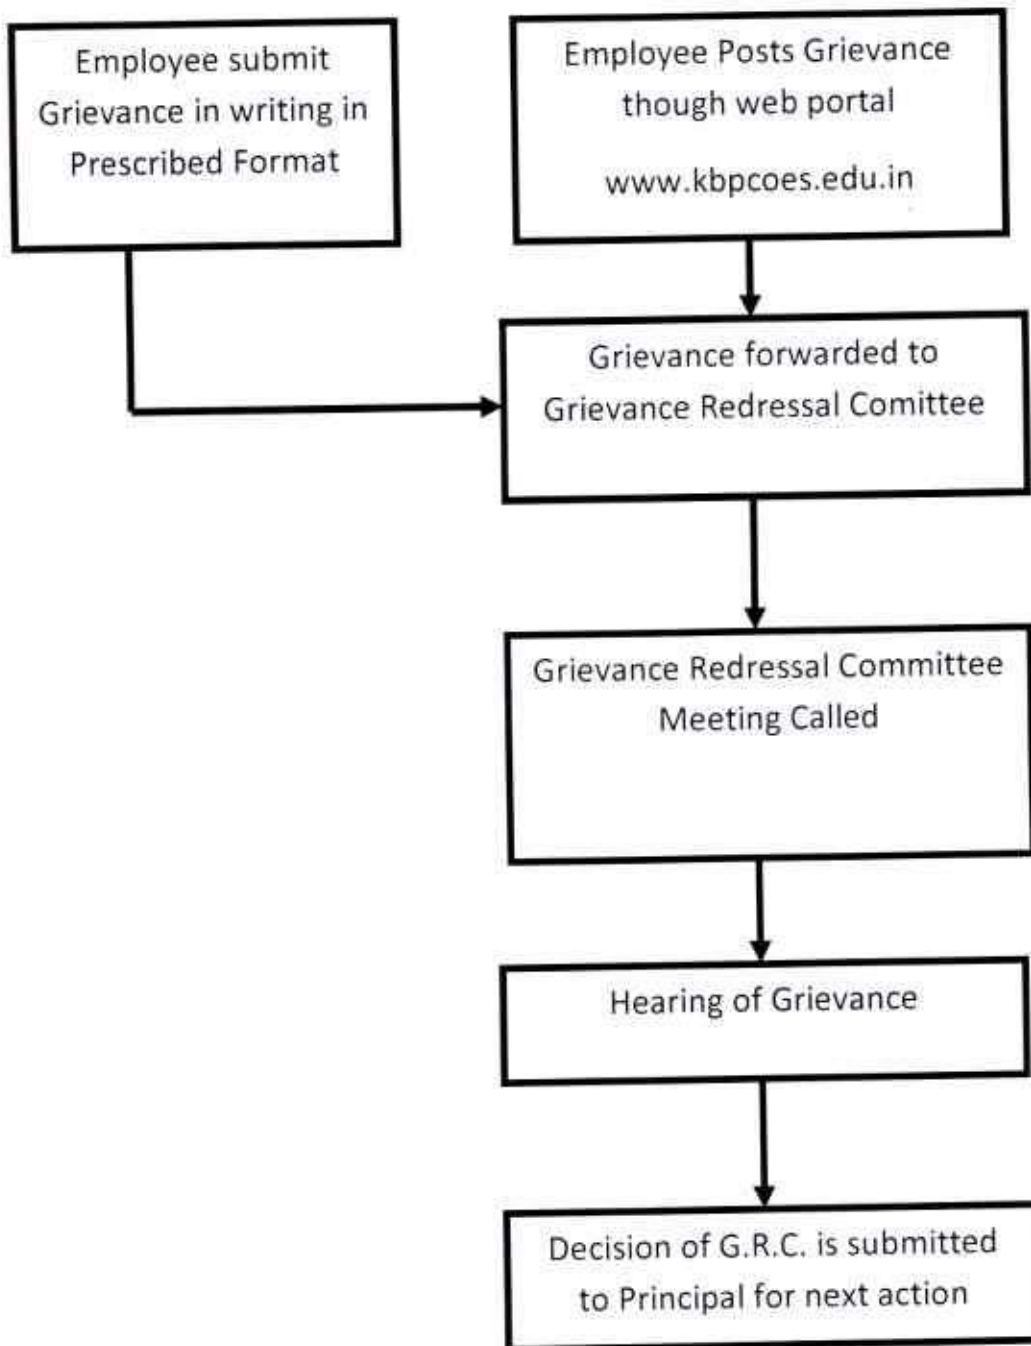 Employee submit
Grievance in writing in
Prescribed Format
Employee Posts Grievance
though web portal
www.kbpcoes.edu.in
Grievance forwarded to
Grievance Redressal Comittee
Grievance Redressal Committee
Meeting Called
Hearing of Grievance
Decision of G.R.C. is submitted
to Principal for next action